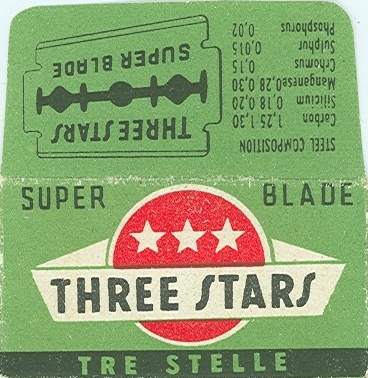 STEEL COMPOSITION
Carbon 1,25 1,30
Silicium 0,18 0,20
Manganese 0,28 0,30
Crhomus 0,15
Sulphur 0,015
Phosphorus 0,02
THREE STARS
SUPER BLADE
SUPER BLADE
THREE STARS
TRE STELLE